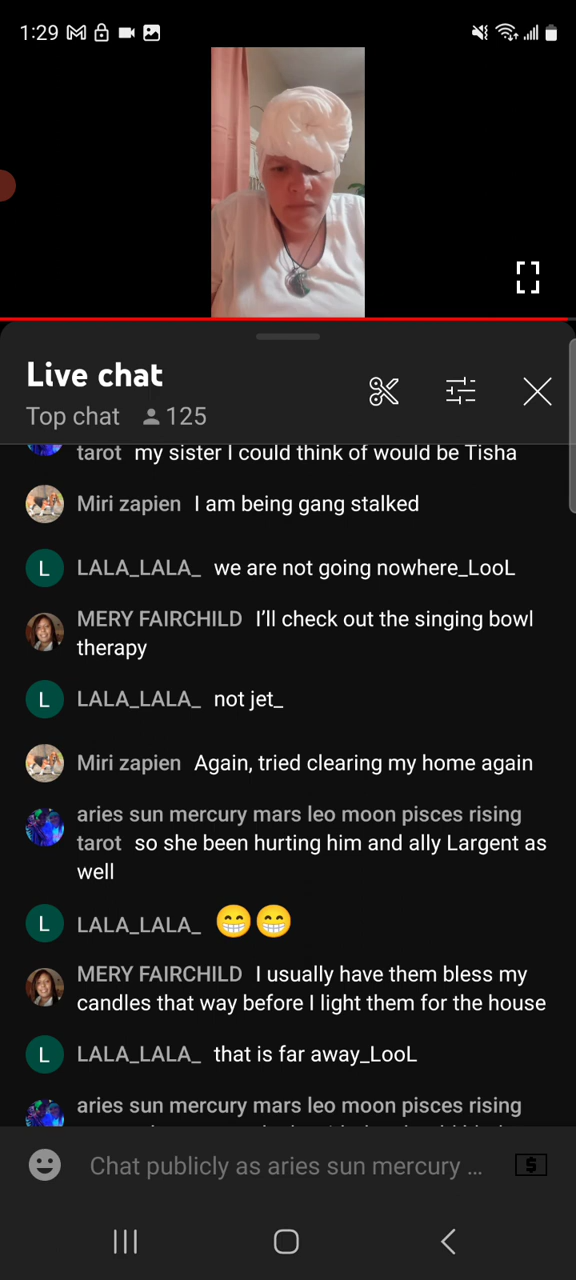 1:29
Live chat
Top chat 125
tarot my sister I could think of would be Tisha
Miri zapien I am being gang stalked
L LALA_LALA_ we are not going nowhere_LooL
MERY FAIRCHILD I’ll check out the singing bowl
therapy
L LALA_LALA_ not jet_
Miri zapien Again, tried clearing my home again
aries sun mercury mars leo moon pisces rising
tarot so she been hurting him and ally Largent as
well
L LALA_LALA_ 😁😁
MERY FAIRCHILD I usually have them bless my
candles that way before I light them for the house
L LALA_LALA_ that is far away_LooL
aries sun mercury mars leo moon pisces rising
Chat publicly as aries sun mercury ... $